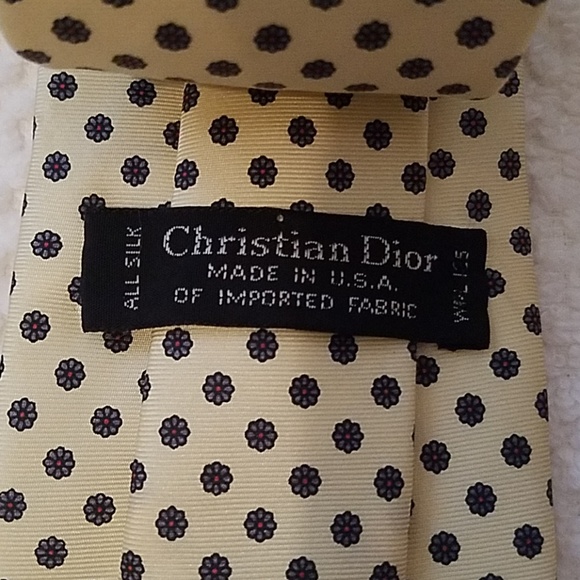 ALL SILK
Christian Dior
MADE IN U.S.A.
OF IMPORTED FABRIC